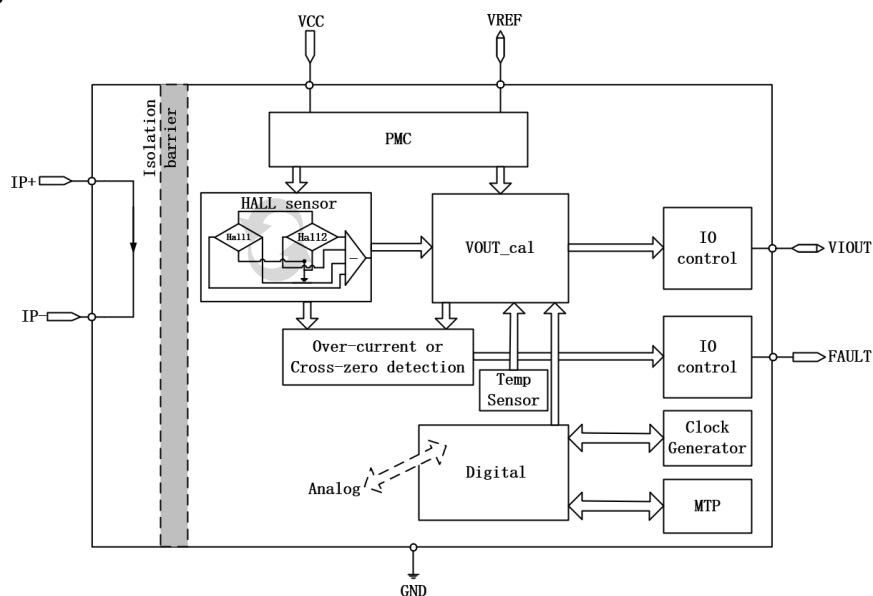 VCC
VREF
Isolation
barrier
PMC
IP+
HALL sensor
Hall1
Hall2
VOUT_cal
IO
control
VIOUT
IP-
Over-current or
Cross-zero detection
IO
control
FAULT
Temp
Sensor
Clock
Generator
Digital
Analog
MTP
GND